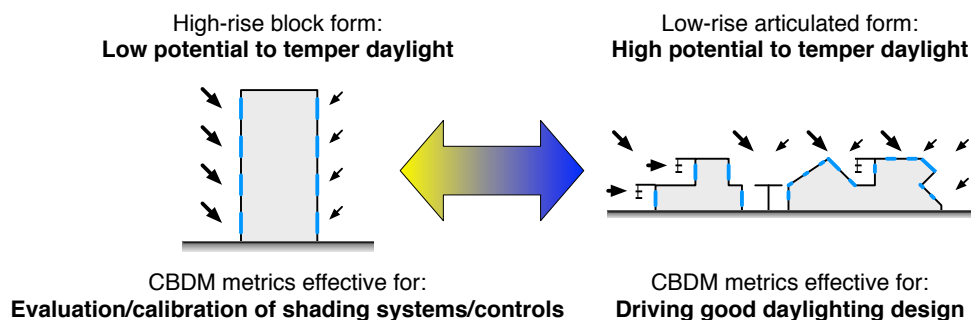 High-rise block form:
Low potential to temper daylight
Low-rise articulated form:
High potential to temper daylight
CBDM metrics effective for:
Evaluation/calibration of shading systems/controls
CBDM metrics effective for:
Driving good daylighting design